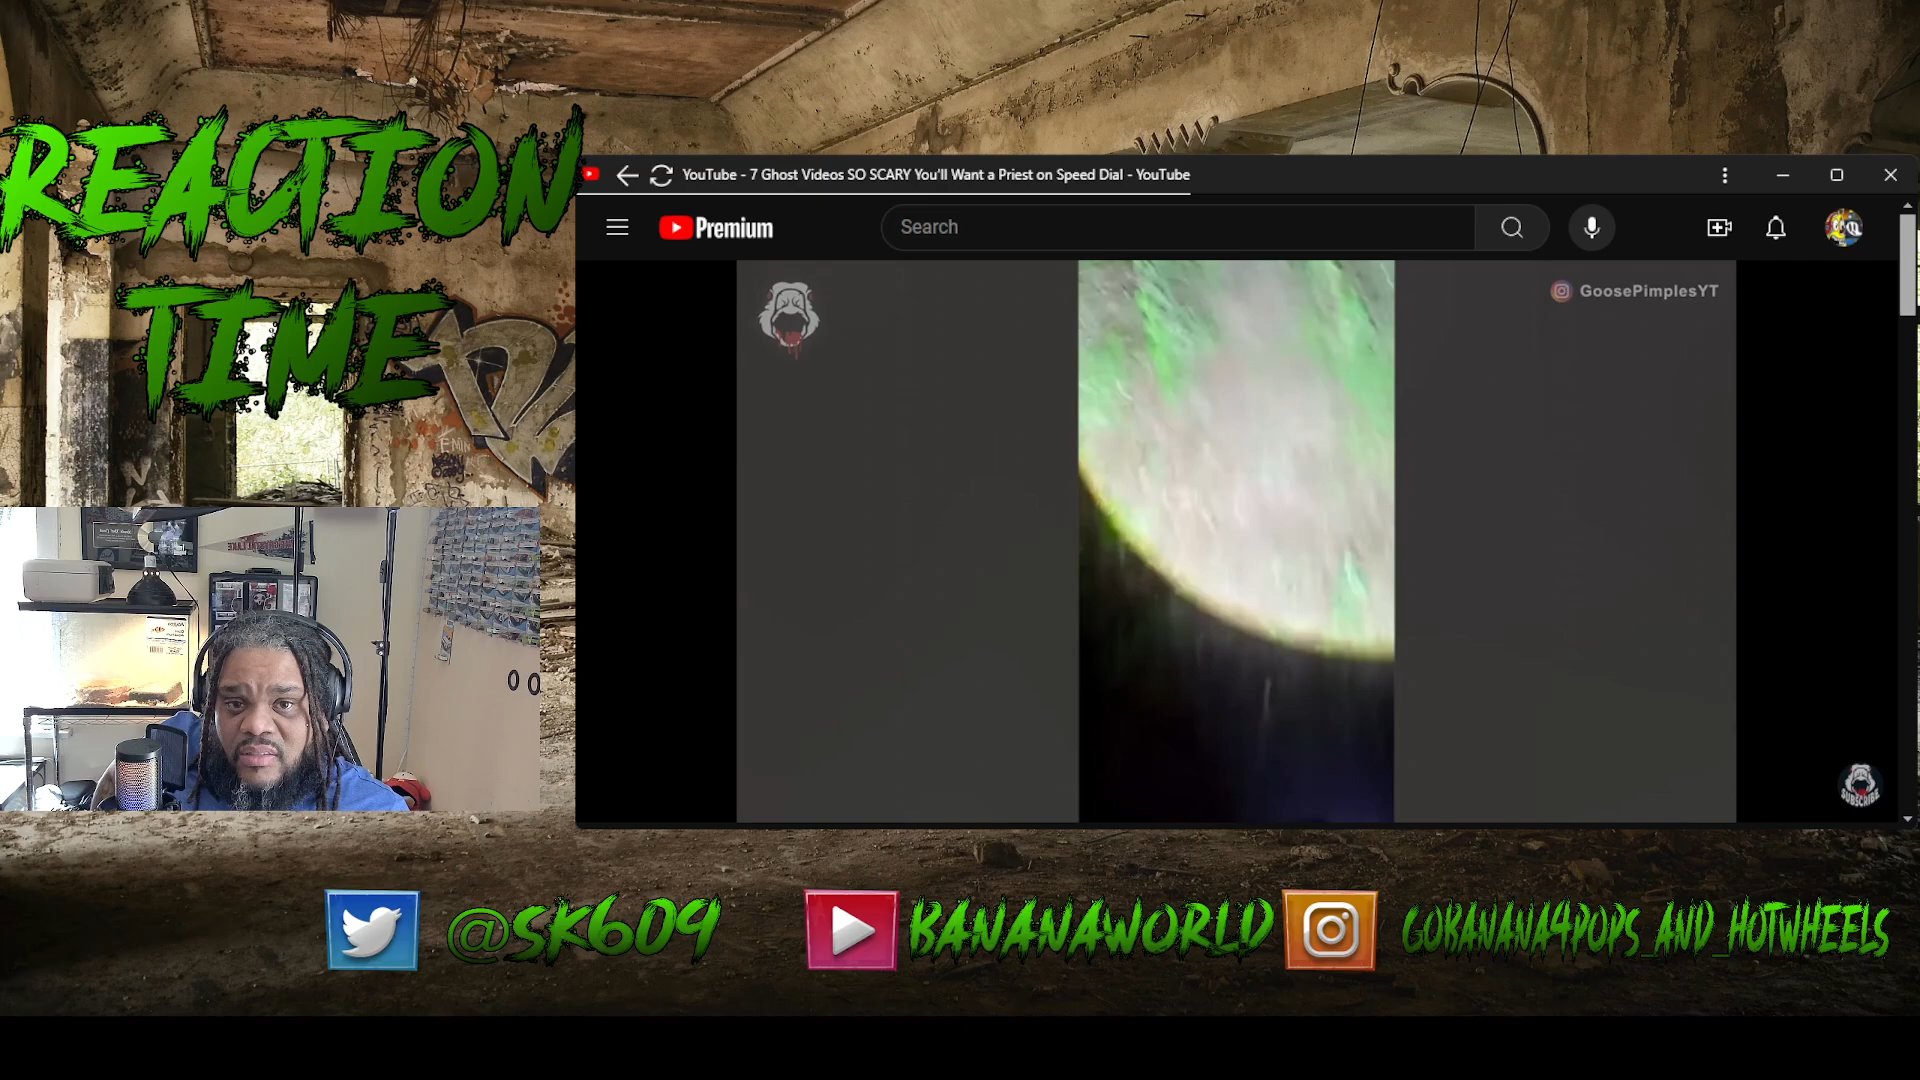 REACTION
TIME
YouTube - 7 Ghost Videos SO SCARY You'll Want a Priest on Speed Dial - YouTube
Premium
Search
GoosePimplesYT
SUBSCRIBE
@SK609
BANANAWORLD
GOBANANA4POPS_AND_HOTWHEELS